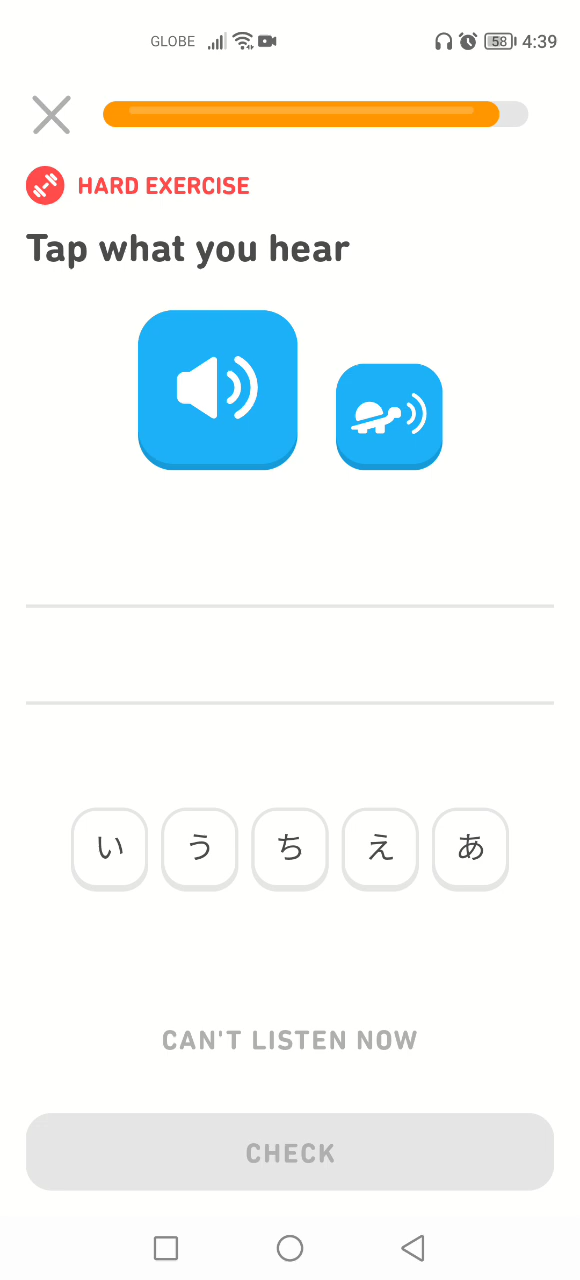 GLOBE 58 4:39
HARD EXERCISE
Tap what you hear
い う ち え あ
CAN'T LISTEN NOW
CHECK